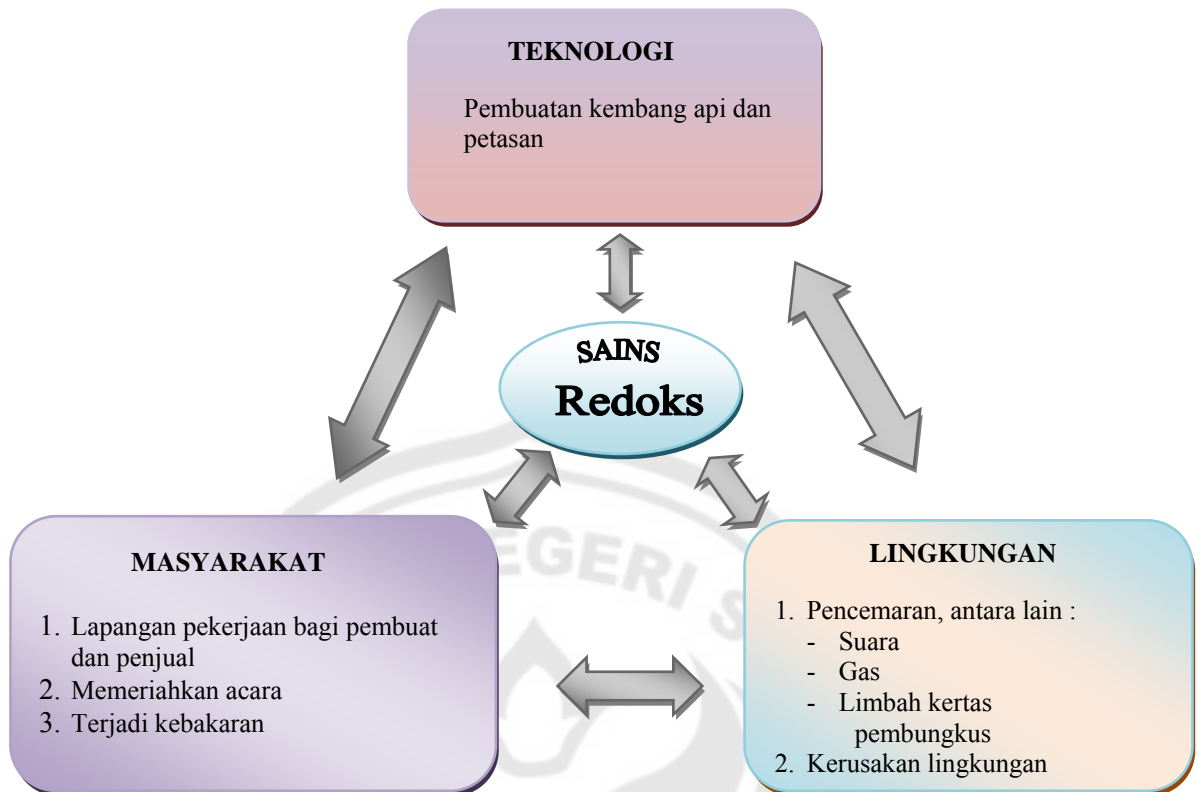 TEKNOLOGI
Pembuatan kembang api dan
petasan
SAINS
Redoks
MASYARAKAT
1. Lapangan pekerjaan bagi pembuat
dan penjual
2. Memeriahkan acara
3. Terjadi kebakaran
LINGKUNGAN
1. Pencemaran, antara lain :
- Suara
- Gas
- Limbah kertas
pembungkus
2. Kerusakan lingkungan
EGERI S